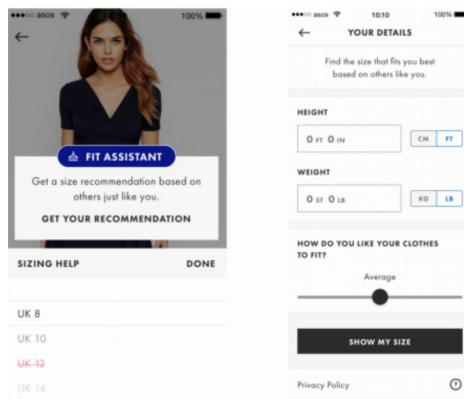 asos 100%
FIT ASSISTANT
Get a size recommendation based on
others just like you.
GET YOUR RECOMMENDATION
SIZING HELP DONE
UK 8
UK 10
UK 12
UK 14
asos 10:10 100%
YOUR DETAILS
Find the size that fits you best
based on others like you.
HEIGHT
0 FT 0 IN CM FT
WEIGHT
0 ST 0 LB KG LB
HOW DO YOU LIKE YOUR CLOTHES
TO FIT?
Average
SHOW MY SIZE
Privacy Policy ?